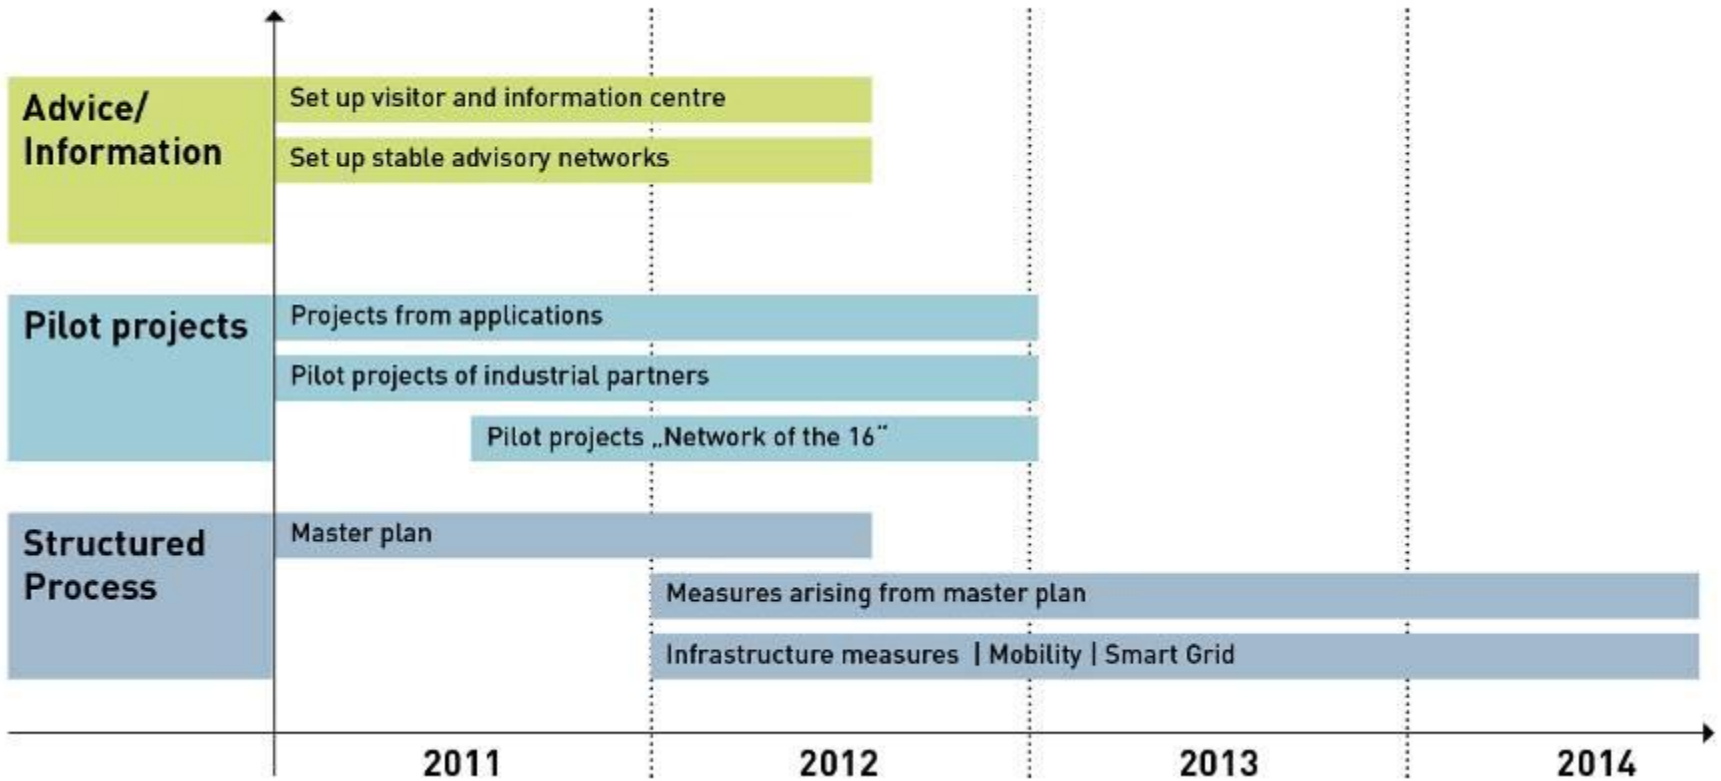 Advice/
Information
Set up visitor and information centre
Set up stable advisory networks
Pilot projects
Projects from applications
Pilot projects of industrial partners
Pilot projects „Network of the 16“
Structured
Process
Master plan
Measures arising from master plan
Infrastructure measures | Mobility | Smart Grid
2011 2012 2013 2014